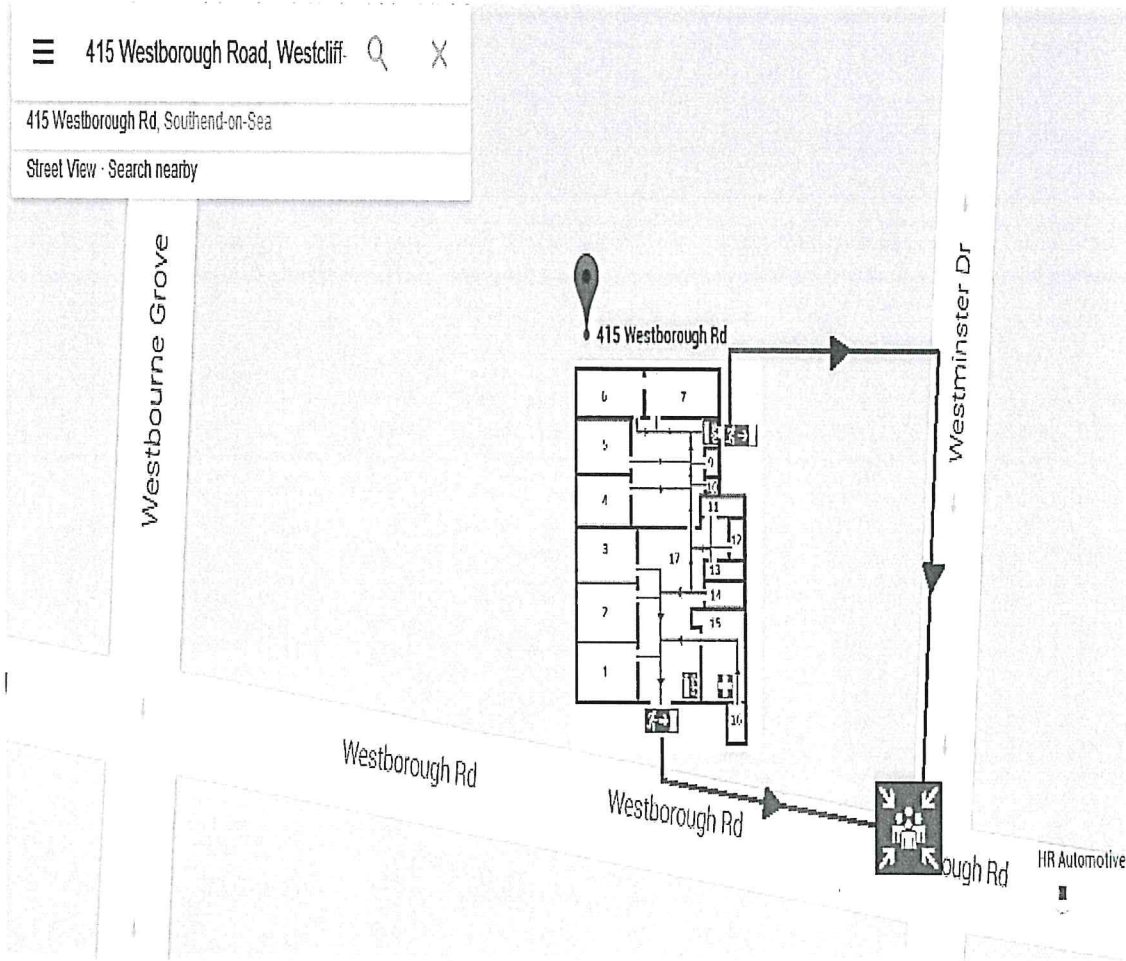 415 Westborough Road, Westcliff-
415 Westborough Rd, Southend-on-Sea
Street View · Search nearby
Westbourne Grove
Westminster Dr
415 Westborough Rd
6
7
5
9
4
10
11
3
17
12
13
2
14
15
1
16
Westborough Rd
Westborough Rd
ough Rd
HR Automotive